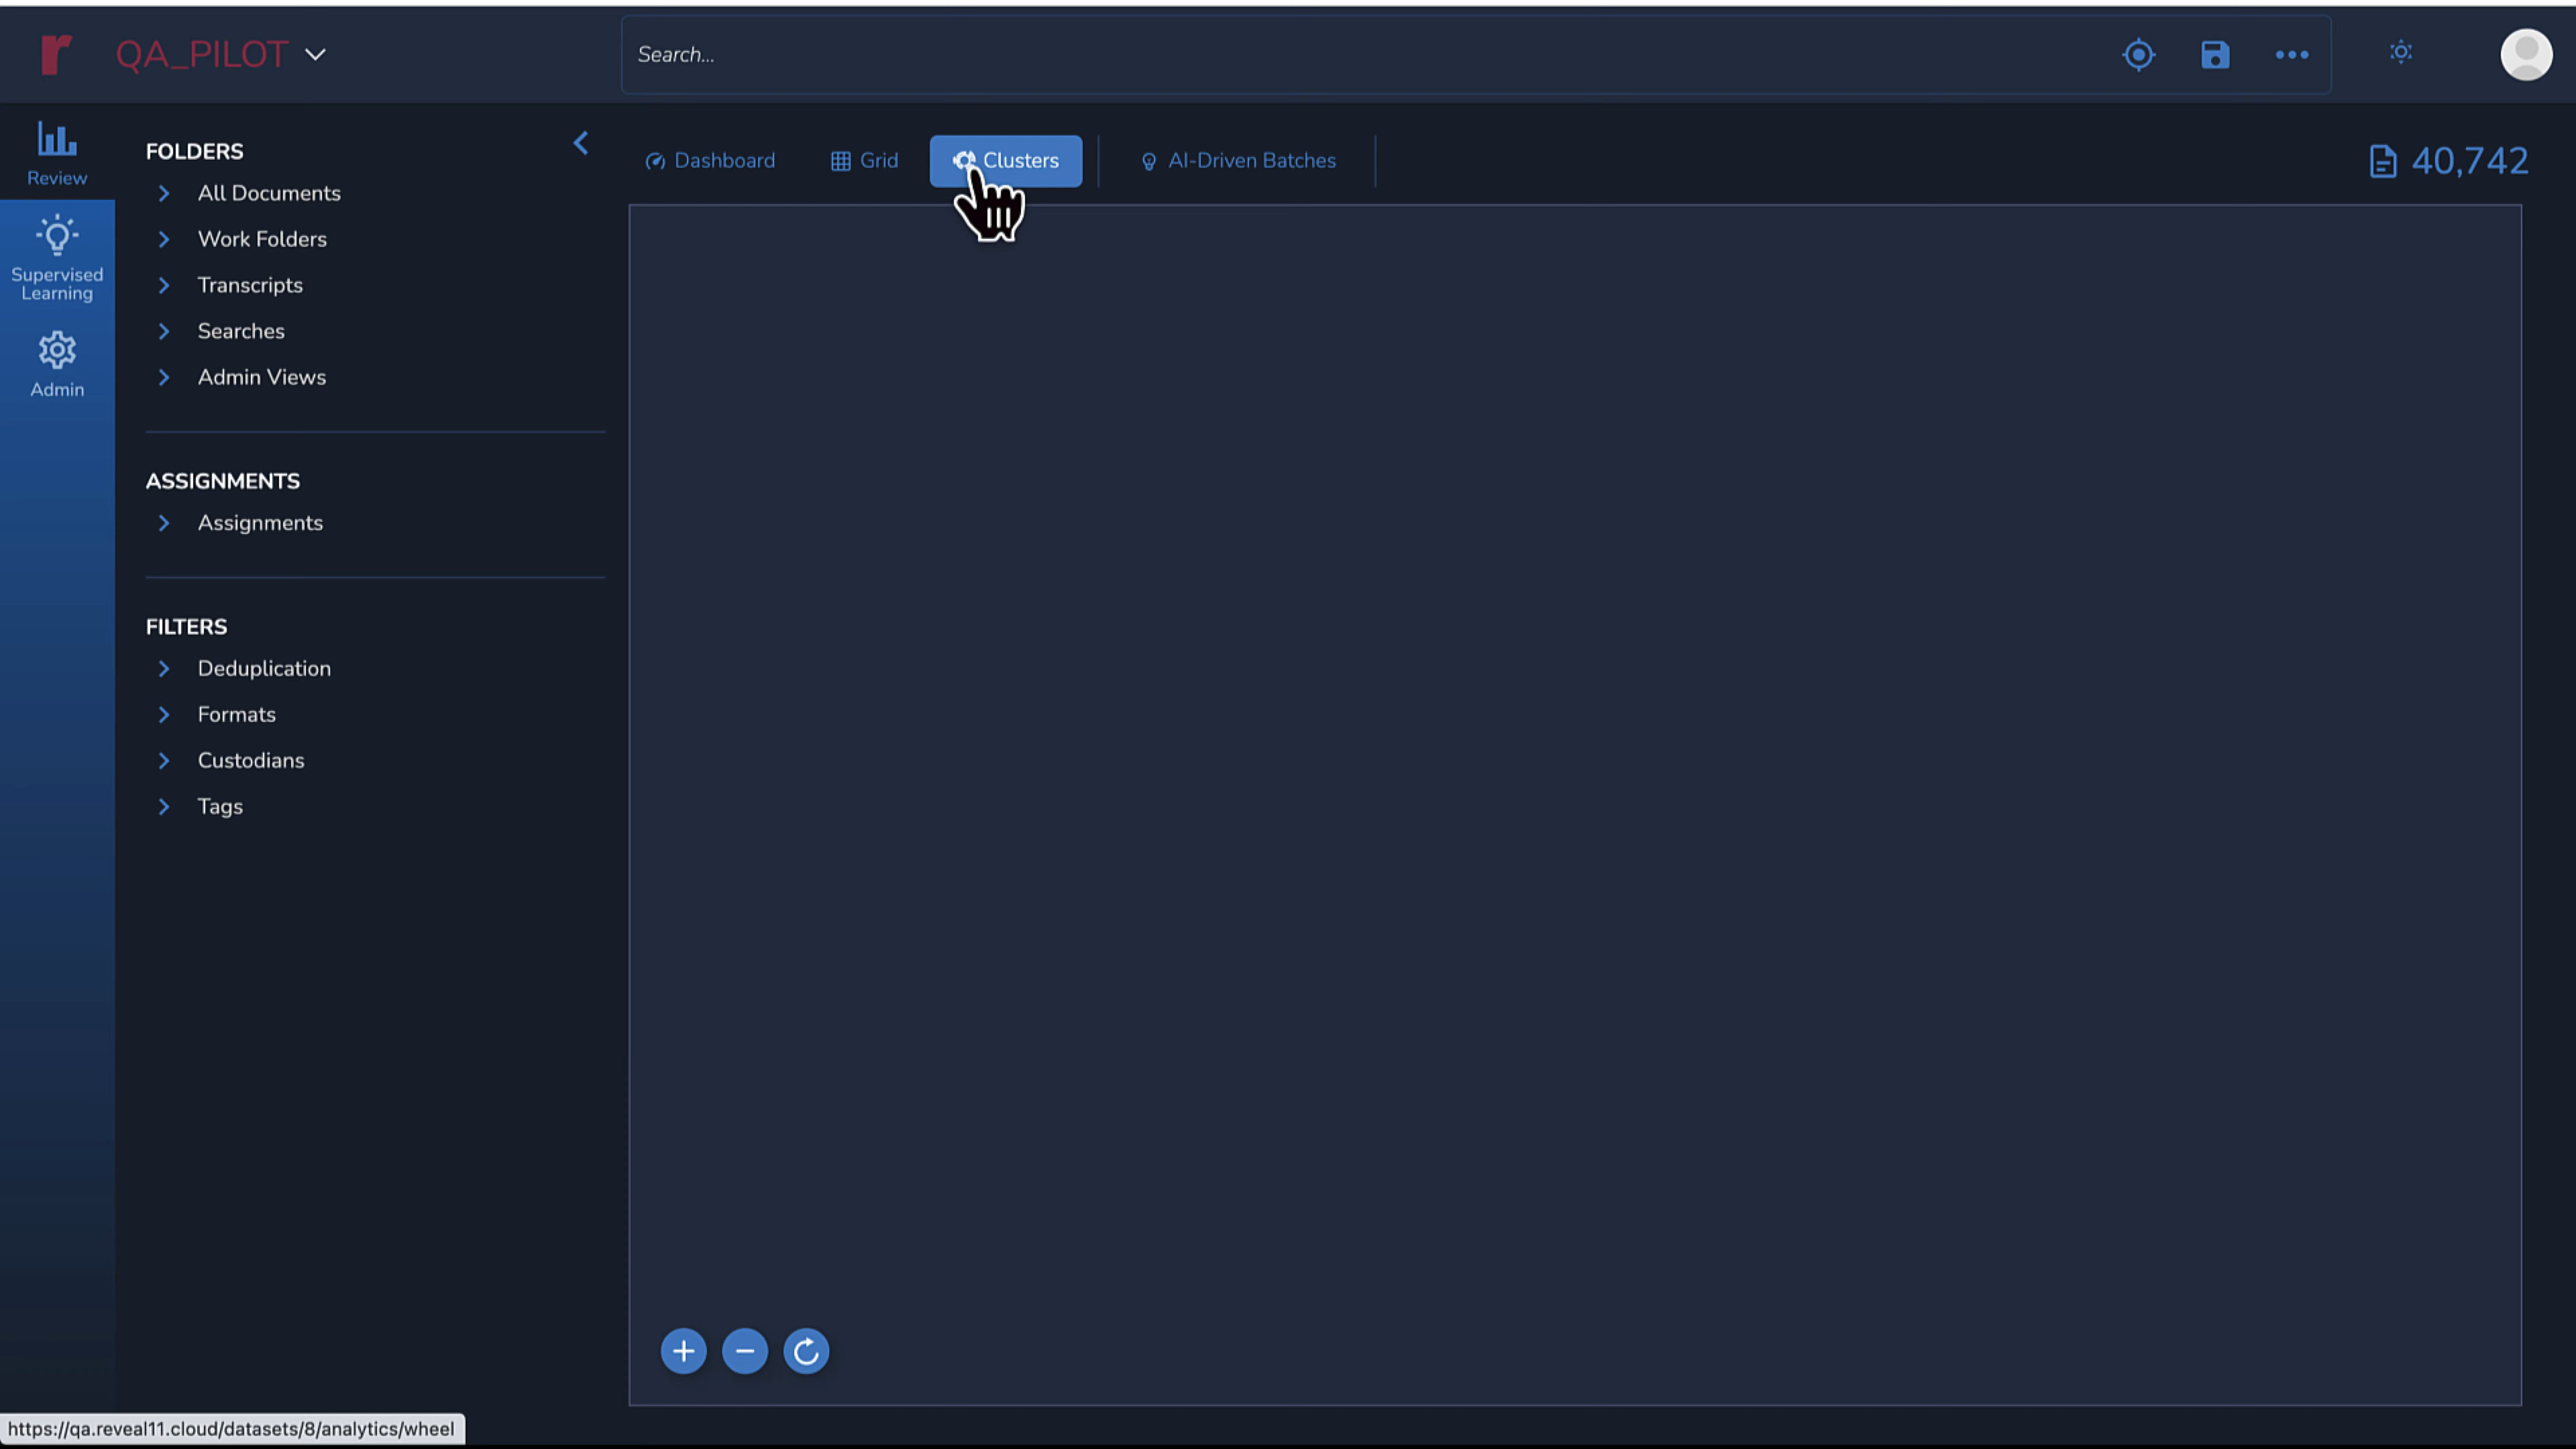 r QA_PILOT
Search...
Review
Supervised
Learning
Admin
FOLDERS
All Documents
Work Folders
Transcripts
Searches
Admin Views
ASSIGNMENTS
Assignments
FILTERS
Deduplication
Formats
Custodians
Tags
Dashboard Grid Clusters AI-Driven Batches 40,742
https://qa.reveal11.cloud/datasets/8/analytics/wheel